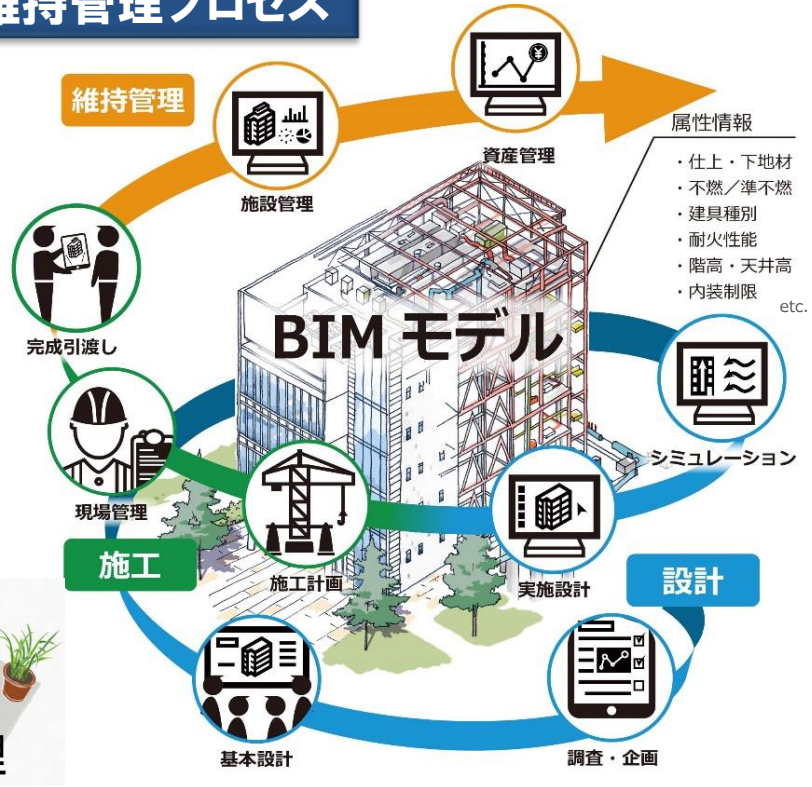 維持管理プロセス
維持管理
資産管理
施設管理
属性情報
・仕上・下地材
・不燃／準不燃
・建具種別
・耐火性能
・階高・天井高
・内装制限
etc.
完成引渡し
BIM モデル
シミュレーション
現場管理
施工
施工計画
実施設計
設計
基本設計
調査・企画
理